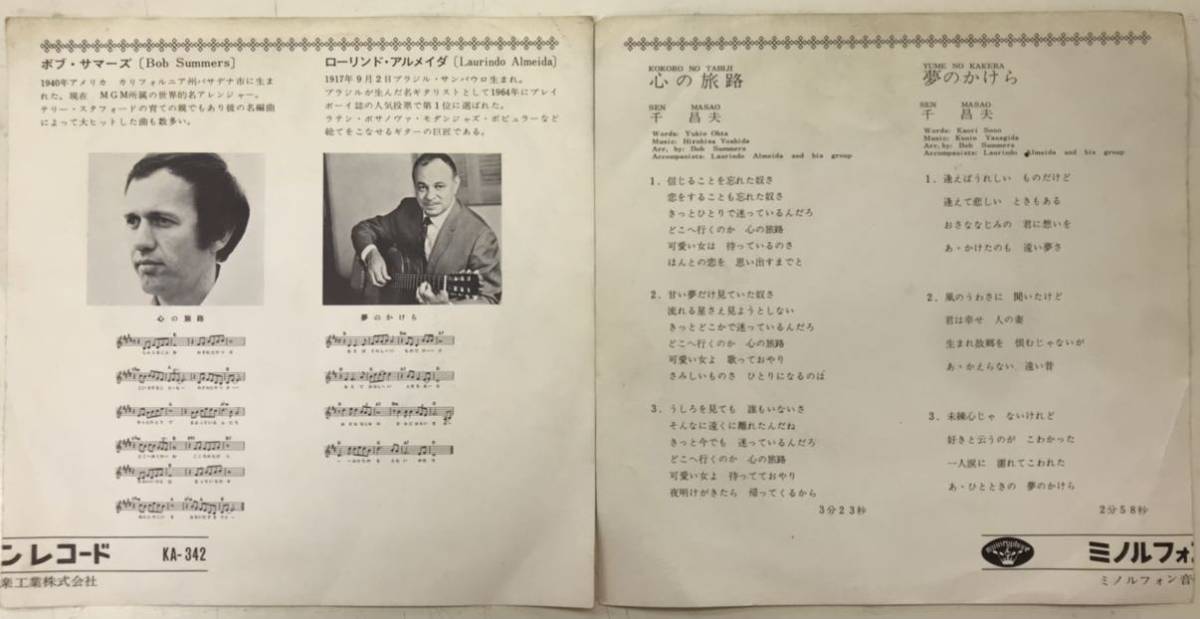 ボブ・サマーズ〔Bob Summers〕
1940年アメリカ カリフォルニア州パサデナ市に生ま
れた。現在 MGM所属の世界的名アレンジャー。
テリー・スタフォードの育ての親でもあり彼の名編曲
によって大ヒットした曲も数多い。
ローリンド・アルメイダ〔Laurindo Almeida〕
1917年9月2日ブラジル・サンパウロ生まれ。
ブラジルが生んだ名ギタリストとして1964年にプレイ
ボーイ誌の人気投票で第1位に選ばれた。
ラテン・ボサノヴァ・モダンジャズ・ポピュラーなど
総てをこなせるギターの巨匠である。
心の旅路
夢のかけら
ンレコード KA-342
楽工業株式会社
KOKORO NO TABIJI
心の旅路
SEN MASAO
千昌夫
Words: Yukio Ohta
Music: Hirohisa Yoshida
Arr. by: Bob Summers
Accompanists: Laurindo Almeida and his group
1. 信じることを忘れた奴さ
恋をすることも忘れた奴さ
きっとひとりで迷っているんだろ
どこへ行くのか 心の旅路
可愛い女は 待っているのさ
ほんとの恋を 思い出すまでと
2. 甘い夢だけ見ていた奴さ
流れる星さえ見ようとしない
きっとどこかで迷っているんだろ
どこへ行くのか 心の旅路
可愛い女よ 歌っておやり
さみしいものさ ひとりになるのは
3. うしろを見ても 誰もいないさ
そんなに遠くに離れたんだね
きっと今でも 迷っているんだろ
どこへ行くのか 心の旅路
可愛い女よ 待ってておやり
夜明けがきたら 帰ってくるから
3分23秒
YUME NO KAKERA
夢のかけら
SEN MASAO
千昌夫
Words: Kaori Sono
Music: Kunio Yanagida
Arr. by: Bob Summers
Accompanists: Laurindo Almeida and his group
1. 逢えばうれしい ものだけど
逢えて悲しい ときもある
おさななじみの 君に想いを
あ・かけたのも 遠い夢さ
2. 風のうわさに 聞いたけど
君は幸せ 人の妻
生まれ故郷を 恨むじゃないが
あ・かえらない 遠い昔
3. 未練心じゃ ないけれど
好きと云うのが こわかった
一人涙に 濡れてこわれた
あ・ひとときの 夢のかけら
2分58秒
ミノルフォ
ミノルフォン音